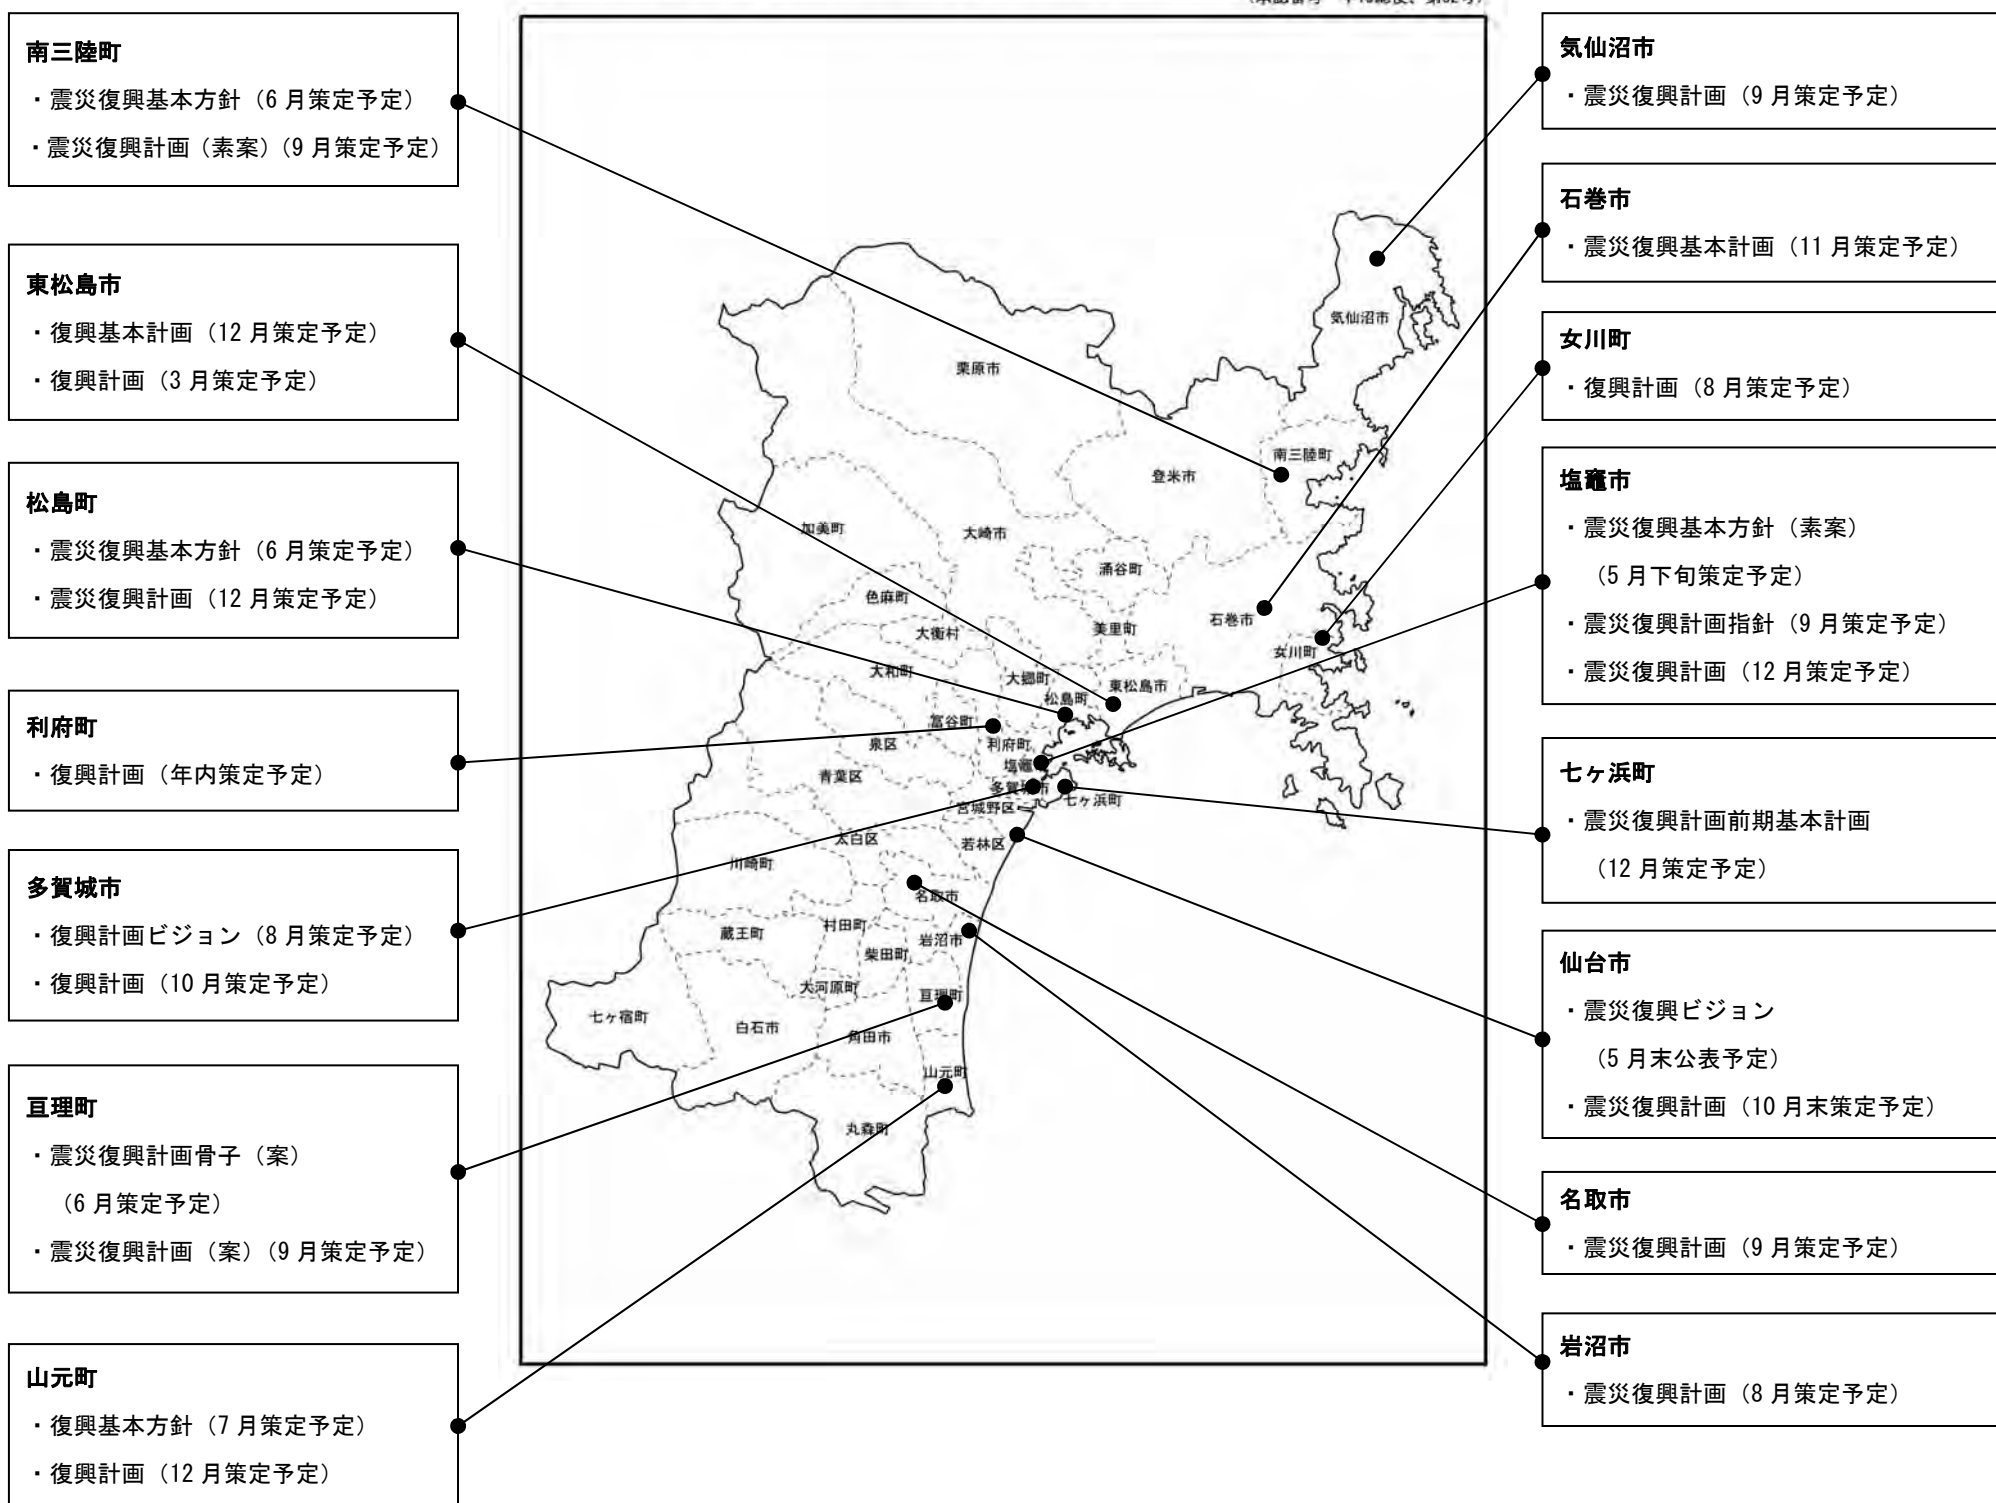 南三陸町
・震災復興基本方針（6月策定予定）
・震災復興計画（素案）（9月策定予定）
東松島市
・復興基本計画（12月策定予定）
・復興計画（3月策定予定）
松島町
・震災復興基本方針（6月策定予定）
・震災復興計画（12月策定予定）
利府町
・復興計画（年内策定予定）
多賀城市
・復興計画ビジョン（8月策定予定）
・復興計画（10月策定予定）
亘理町
・震災復興計画骨子（案）
（6月策定予定）
・震災復興計画（案）（9月策定予定）
山元町
・復興基本方針（7月策定予定）
・復興計画（12月策定予定）
気仙沼市
栗原市
南三陸町
登米市
加美町
大崎市
涌谷町
色麻町
石巻市
大衡村
美里町
女川町
大和町
大郷町
東松島市
松島町
富谷町
泉区
利府町
塩竈
青葉区
多賀城市
七ヶ浜町
宮城野区
太白区
若林区
川崎町
名取市
村田町
蔵王町
岩沼市
柴田町
大河原町
亘理町
七ヶ宿町
白石市
角田市
山元町
丸森町
気仙沼市
・震災復興計画（9月策定予定）
石巻市
・震災復興基本計画（11月策定予定）
女川町
・復興計画（8月策定予定）
塩竈市
・震災復興基本方針（素案）
（5月下旬策定予定）
・震災復興計画指針（9月策定予定）
・震災復興計画（12月策定予定）
七ヶ浜町
・震災復興計画前期基本計画
（12月策定予定）
仙台市
・震災復興ビジョン
（5月末公表予定）
・震災復興計画（10月末策定予定）
名取市
・震災復興計画（9月策定予定）
岩沼市
・震災復興計画（8月策定予定）